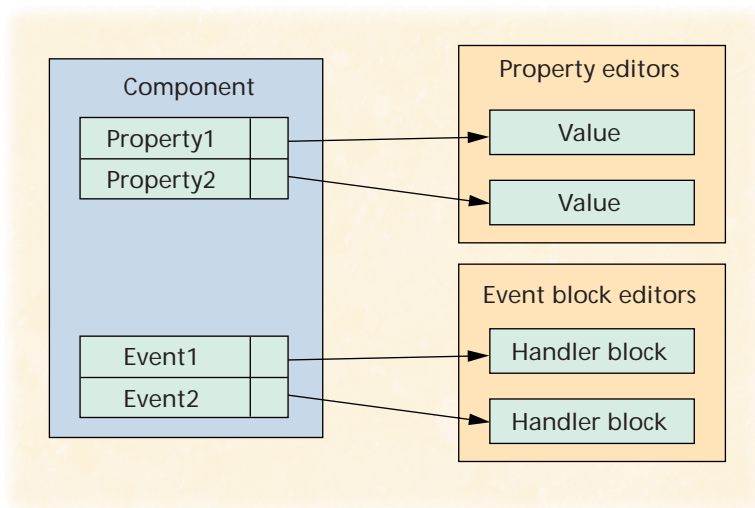 Component
Property1
Property2
Event1
Event2
Property editors
Value
Value
Event block editors
Handler block
Handler block